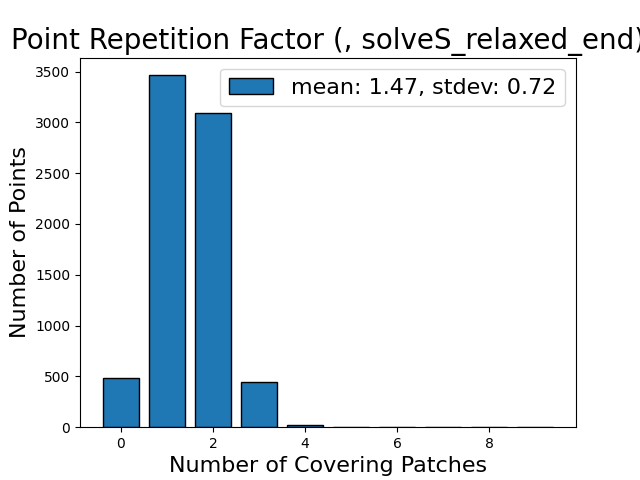 Point Repetition Factor (, solveS_relaxed_end)
mean: 1.47, stdev: 0.72
Number of Points
3500
3000
2500
2000
1500
1000
500
0
0 2 4 6 8
Number of Covering Patches